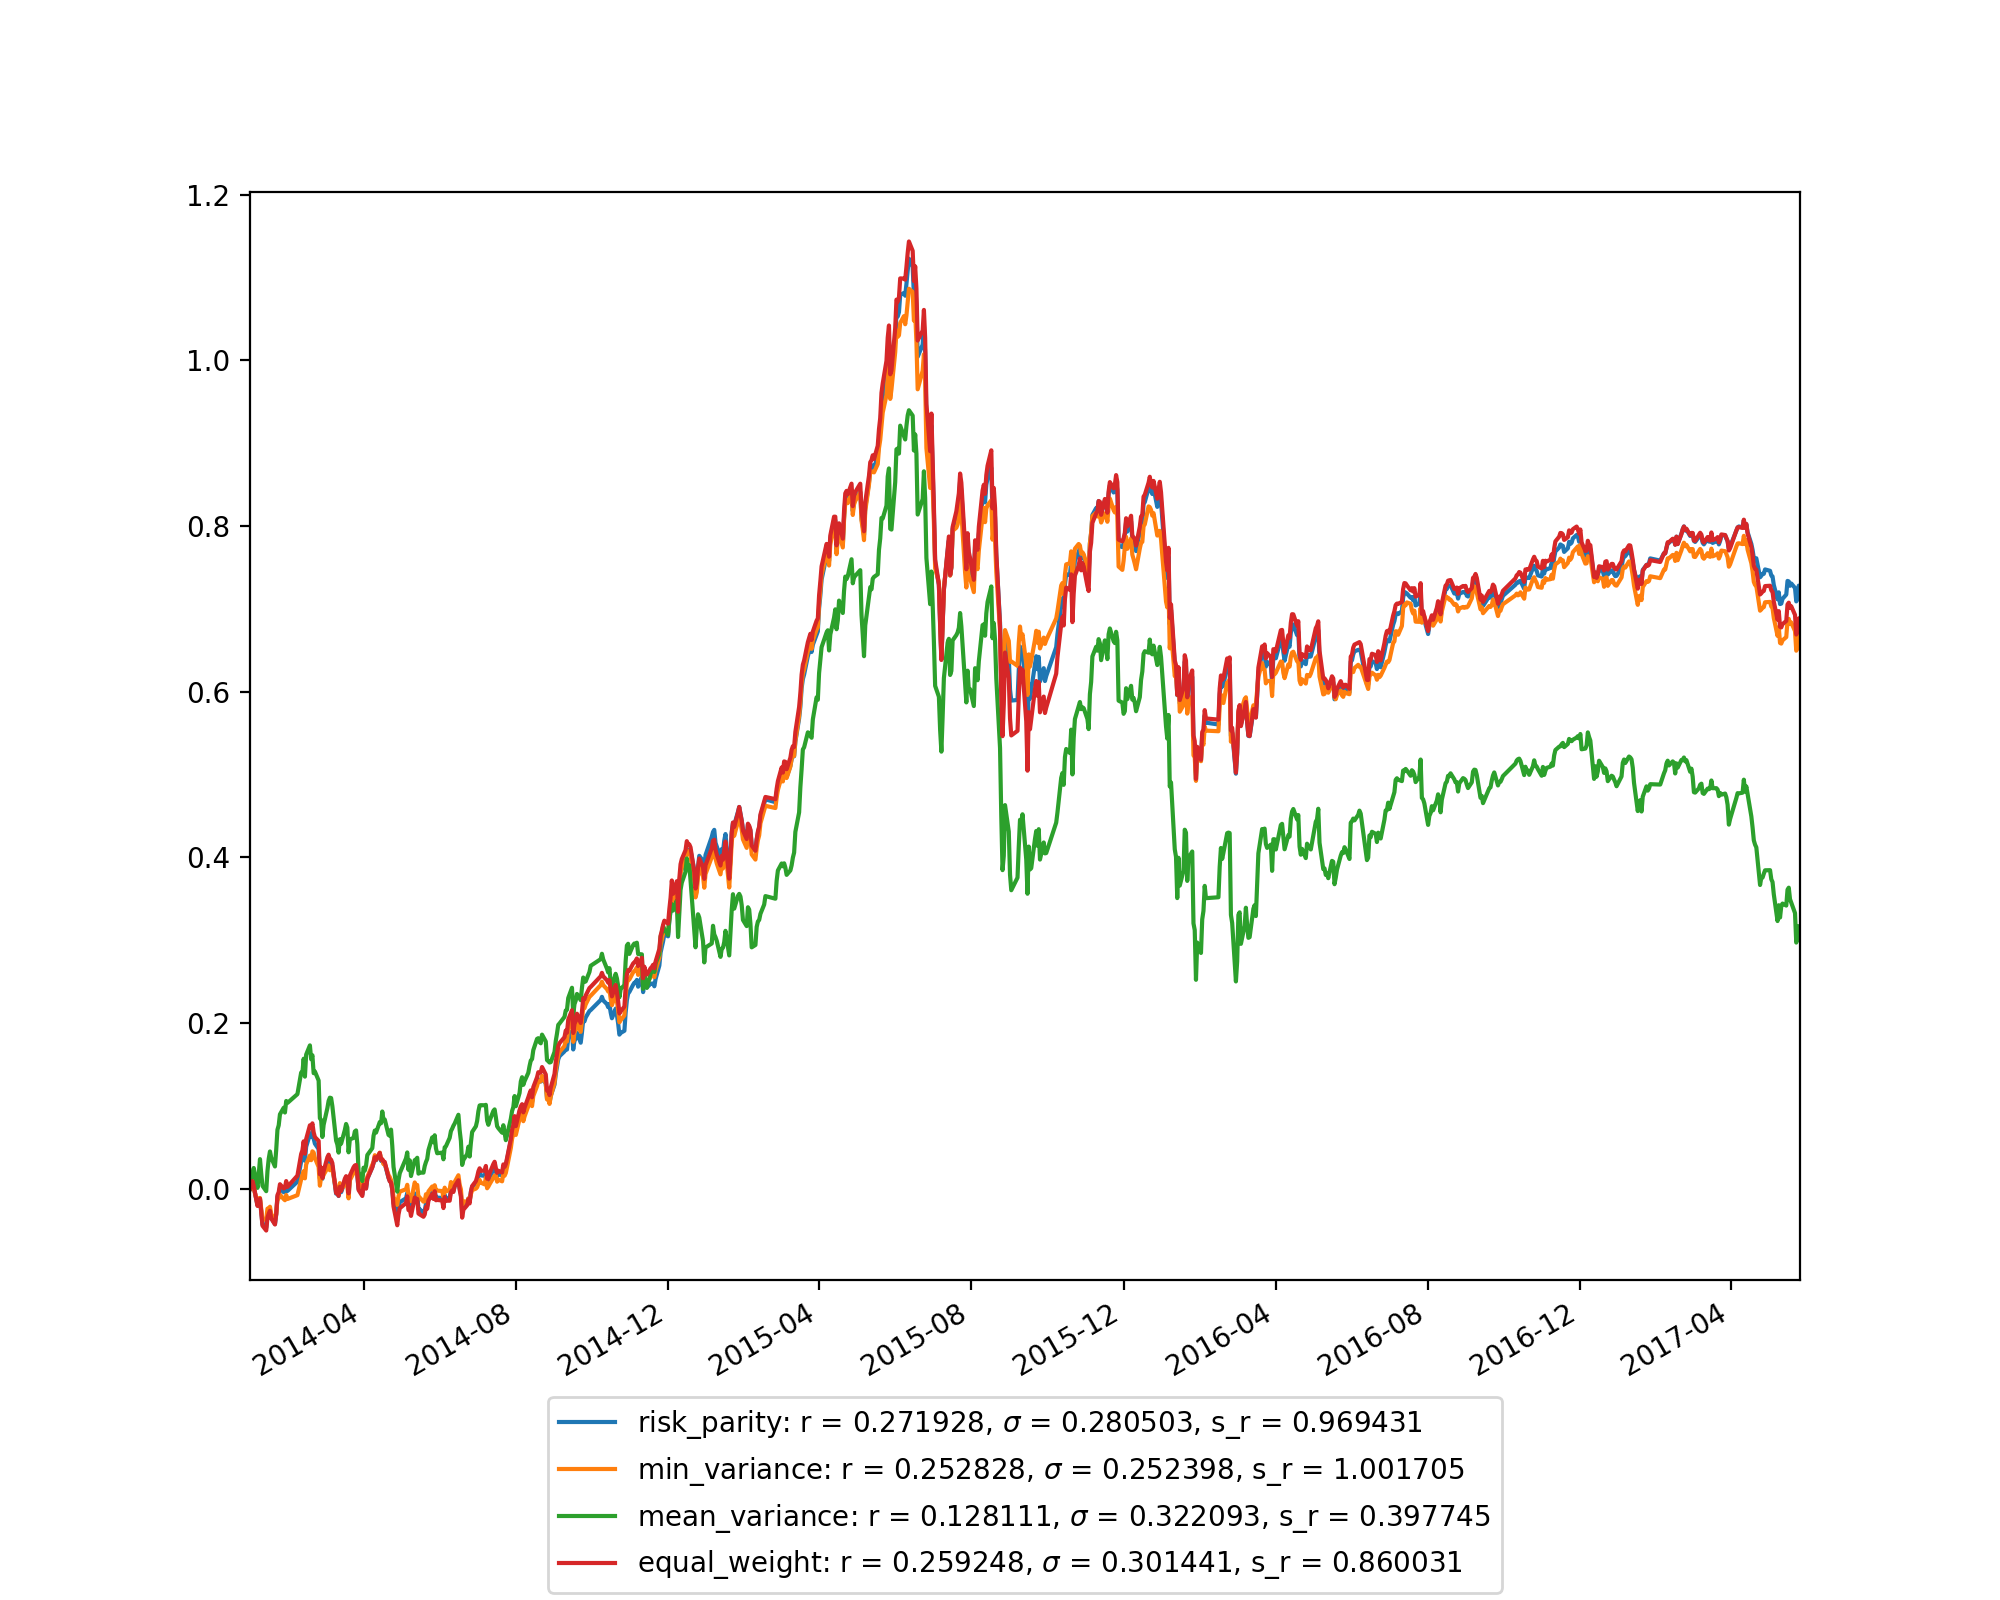 1.2
1.0
0.8
0.6
0.4
0.2
0.0
2014-04 2014-08 2014-12 2015-04 2015-08 2015-12 2016-04 2016-08 2016-12 2017-04
risk_parity: r = 0.271928, σ = 0.280503, s_r = 0.969431
min_variance: r = 0.252828, σ = 0.252398, s_r = 1.001705
mean_variance: r = 0.128111, σ = 0.322093, s_r = 0.397745
equal_weight: r = 0.259248, σ = 0.301441, s_r = 0.860031